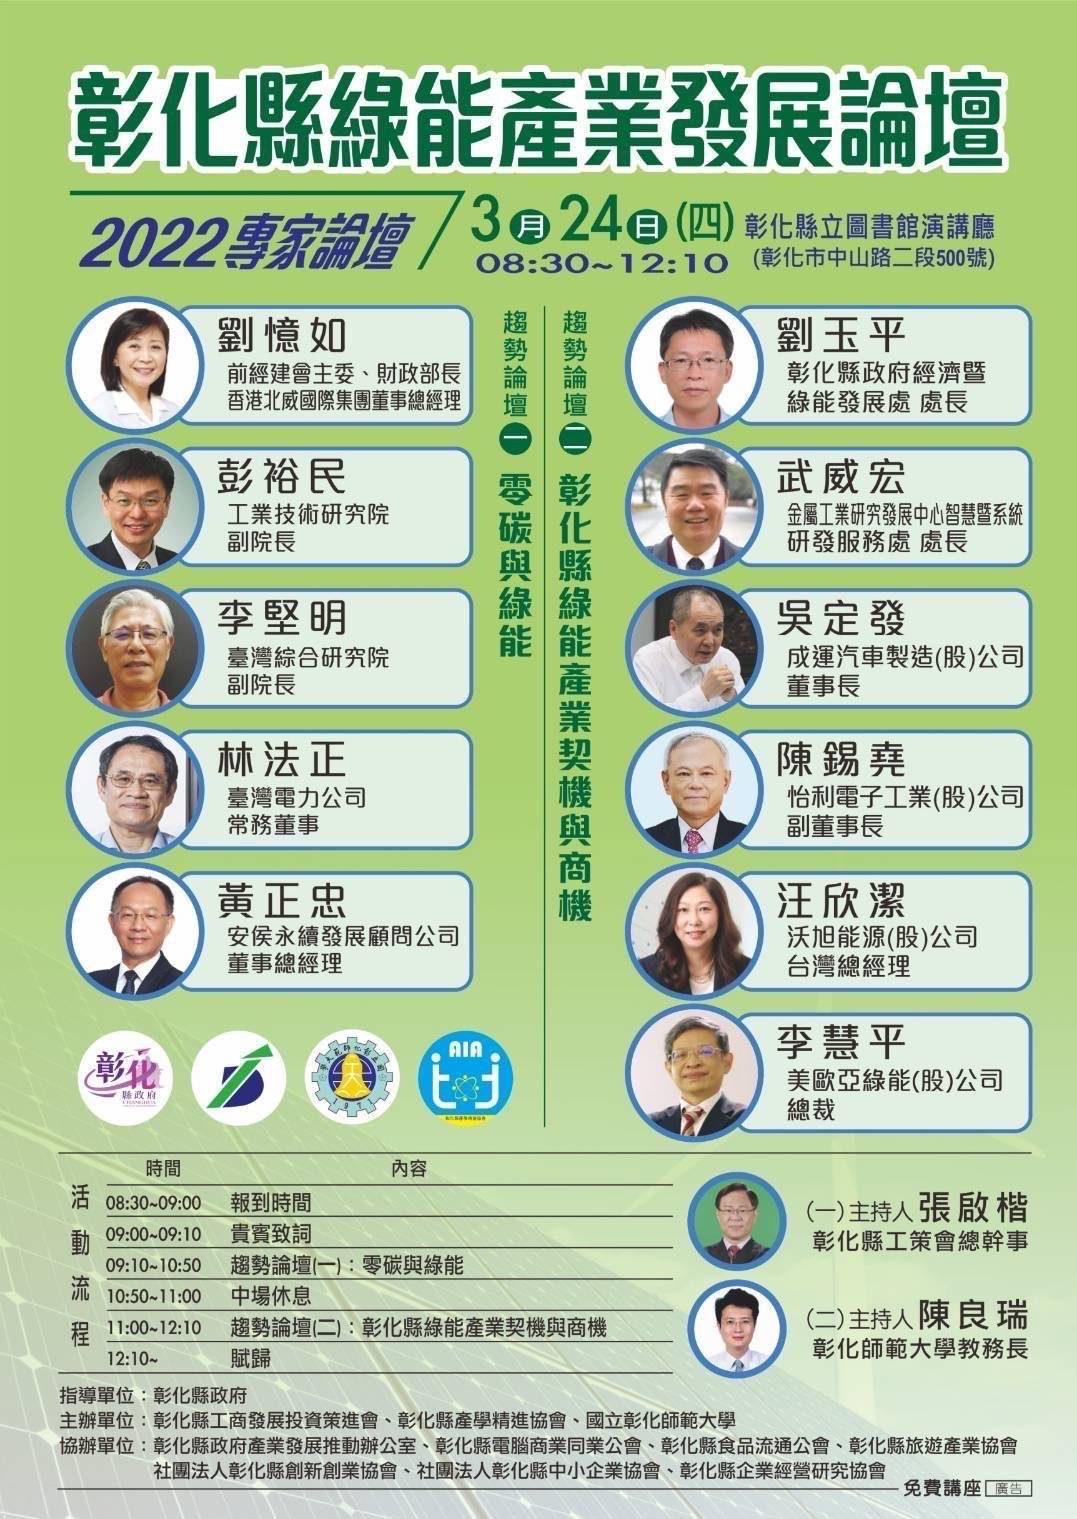 彰化縣綠能產業發展論壇
2022專家論壇
3月24日(四)
08:30~12:10
彰化縣立圖書館演講廳
(彰化市中山路二段500號)
劉憶如
前經建會主委、財政部長
香港北威國際集團董事總經理
彭裕民
工業技術研究院
副院長
李堅明
臺灣綜合研究院
副院長
林法正
臺灣電力公司
常務董事
黃正忠
安侯永續發展顧問公司
董事總經理
趨勢論壇一 零碳與綠能
趨勢論壇二 彰化縣綠能產業契機與商機
劉玉平
彰化縣政府經濟暨
綠能發展處 處長
武威宏
金屬工業研究發展中心智慧暨系統
研發服務處 處長
吳定發
成運汽車製造(股)公司
董事長
陳錫堯
怡利電子工業(股)公司
副董事長
汪欣潔
沃旭能源(股)公司
台灣總經理
李慧平
美歐亞綠能(股)公司
總裁
彰化
縣政府
CHANGHUA
1971
AIA
活動流程
時間 內容
08:30~09:00 報到時間
09:00~09:10 貴賓致詞
09:10~10:50 趨勢論壇(一)：零碳與綠能
10:50~11:00 中場休息
11:00~12:10 趨勢論壇(二)：彰化縣綠能產業契機與商機
12:10~ 賦歸
(一)主持人 張啟楷
彰化縣工策會總幹事
(二)主持人 陳良瑞
彰化師範大學教務長
指導單位：彰化縣政府
主辦單位：彰化縣工商發展投資策進會、彰化縣產學精進協會、國立彰化師範大學
協辦單位：彰化縣政府產業發展推動辦公室、彰化縣電腦商業同業公會、彰化縣食品流通公會、彰化縣旅遊產業協會
社團法人彰化縣創新創業協會、社團法人彰化縣中小企業協會、彰化縣企業經營研究協會
免費講座 廣告